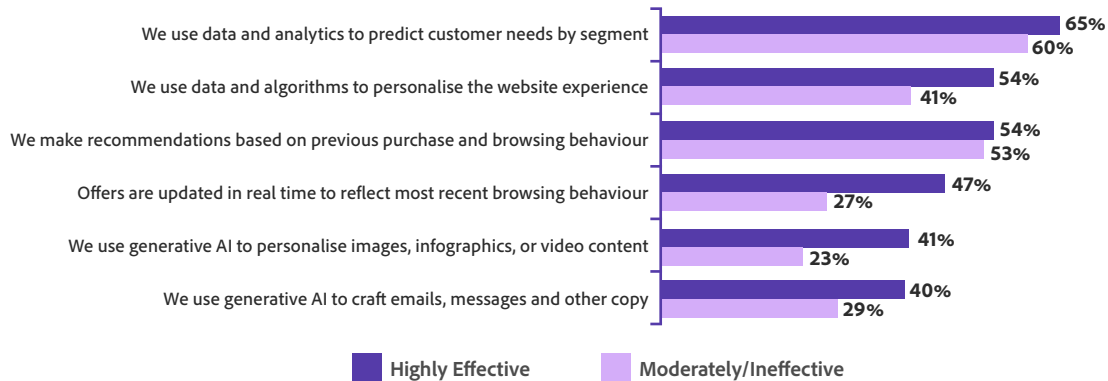 We use data and analytics to predict customer needs by segment
65%
60%
We use data and algorithms to personalise the website experience
54%
41%
We make recommendations based on previous purchase and browsing behaviour
54%
53%
Offers are updated in real time to reflect most recent browsing behaviour
47%
27%
We use generative AI to personalise images, infographics, or video content
41%
23%
We use generative AI to craft emails, messages and other copy
40%
29%
Highly Effective
Moderately/Ineffective